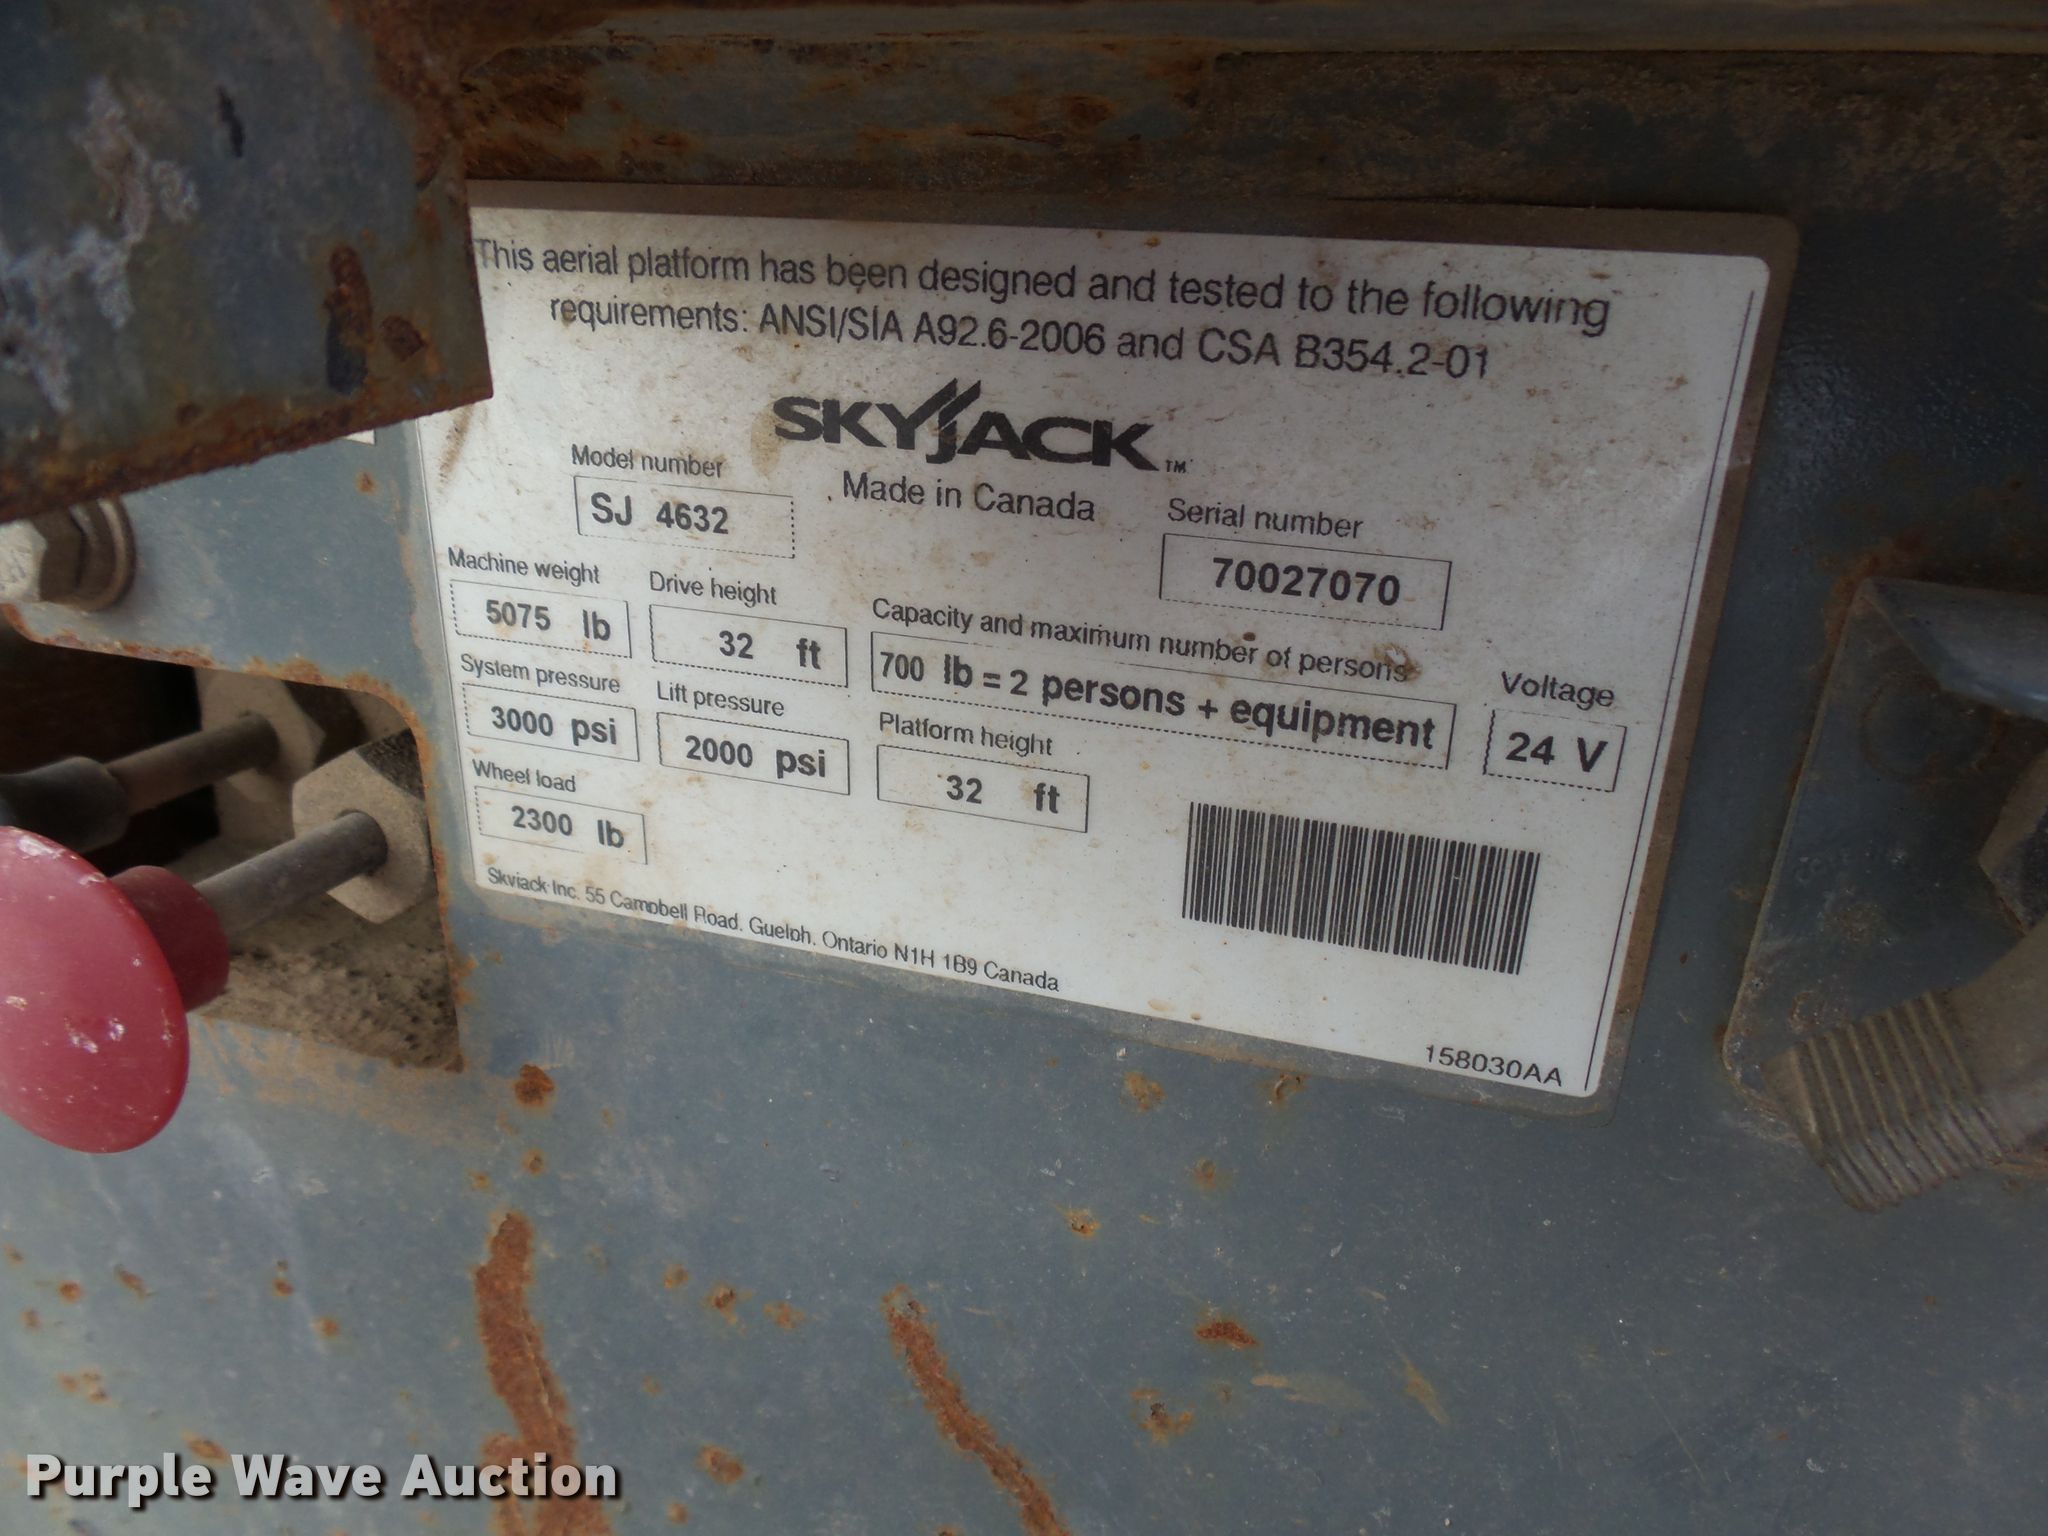 This aerial platform has been designed and tested to the following
requirements: ANSI/SIA A92.6-2006 and CSA B354.2-01
SKYJACK™
Made in Canada
Model number
SJ 4632
Serial number
70027070
Machine weight
5075 lb
Drive height
32 ft
Capacity and maximum number of persons
700 lb = 2 persons + equipment
Voltage
24 V
System pressure
3000 psi
Lift pressure
2000 psi
Platform height
32 ft
Wheel load
2300 lb
Skyjack Inc. 55 Campbell Road, Guelph, Ontario N1H 1B9 Canada
158030AA
Purple Wave Auction